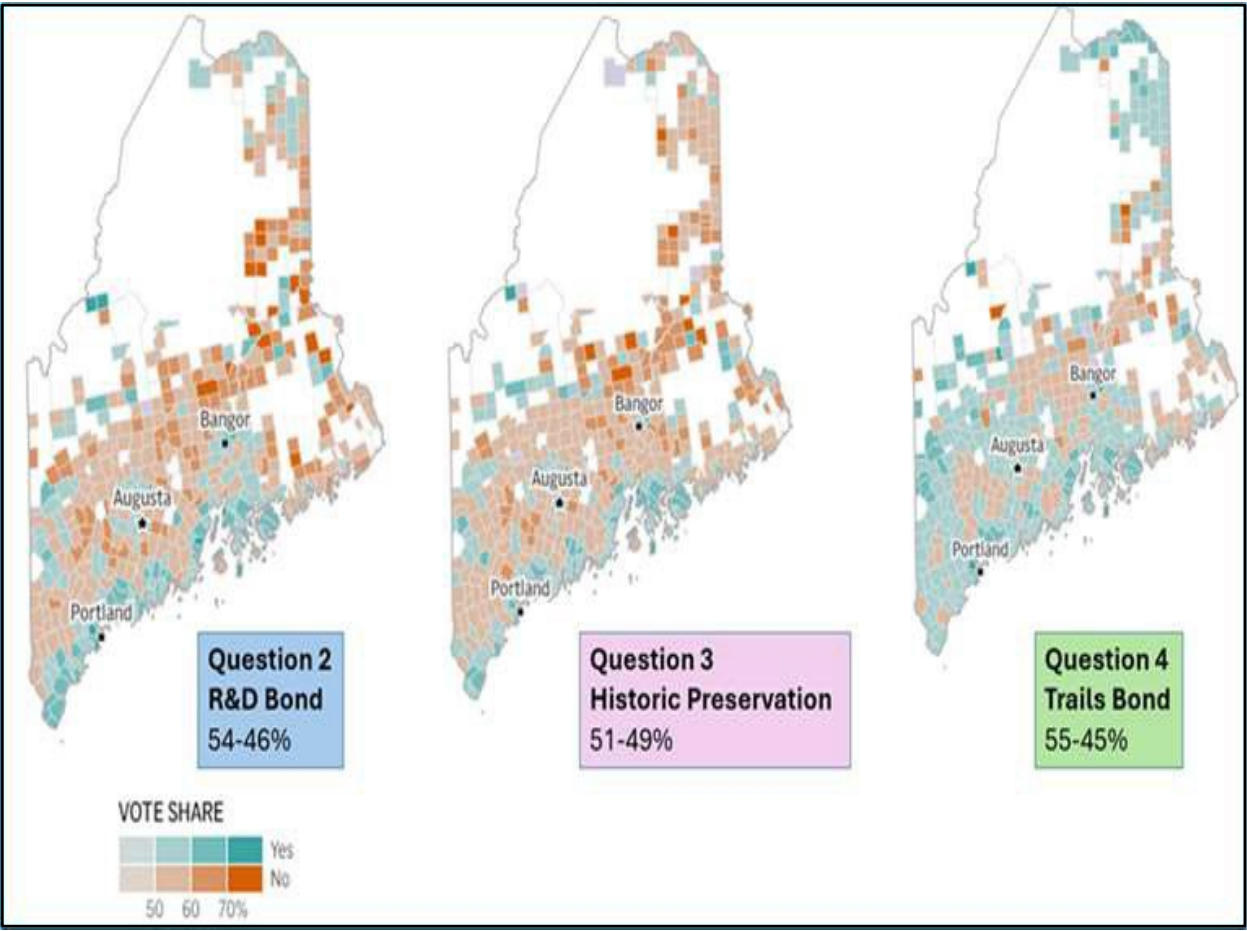 Bangor
Augusta
Portland
Question 2
R&D Bond
54-46%
Bangor
Augusta
Portland
Question 3
Historic Preservation
51-49%
Bangor
Augusta
Portland
Question 4
Trails Bond
55-45%
VOTE SHARE
Yes
No
50 60 70%